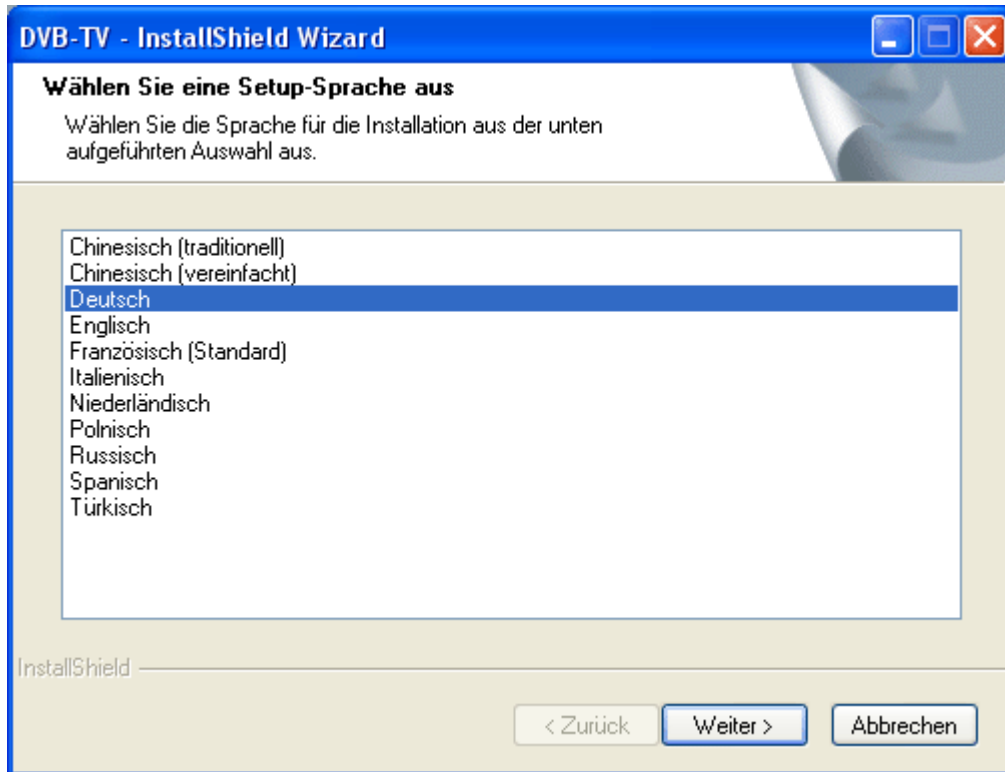 DVB-TV - InstallShield Wizard
Wählen Sie eine Setup-Sprache aus
Wählen Sie die Sprache für die Installation aus der unten
aufgeführten Auswahl aus.
Chinesisch (traditionell)
Chinesisch (vereinfacht)
Deutsch
Englisch
Französisch (Standard)
Italienisch
Niederländisch
Polnisch
Russisch
Spanisch
Türkisch
InstallShield
< Zurück Weiter > Abbrechen